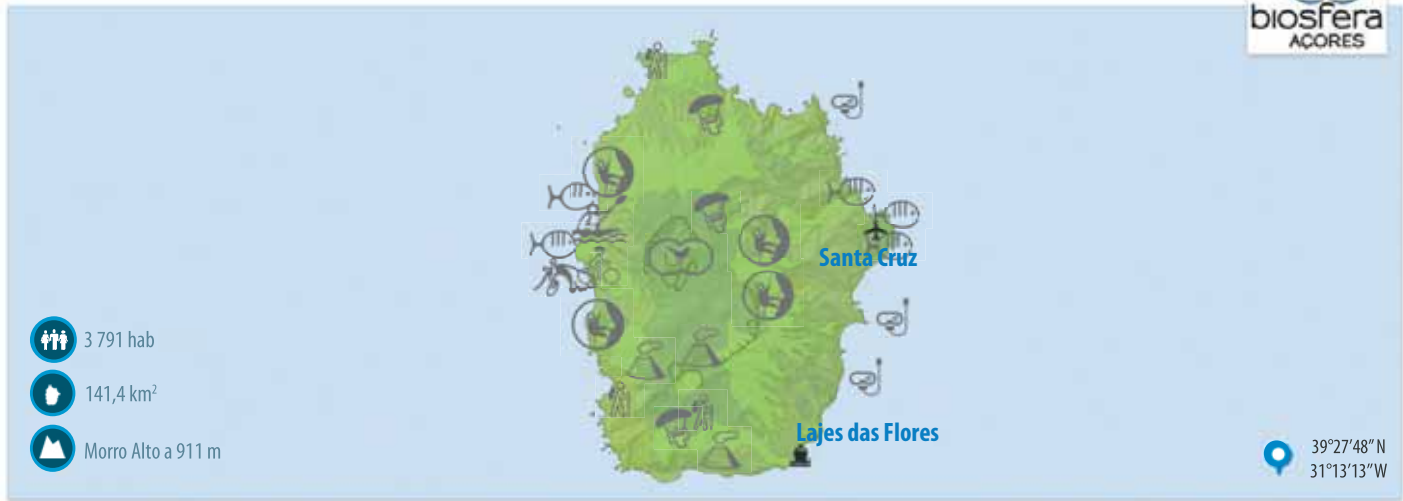 biosfera
AÇORES
Santa Cruz
3 791 hab
141,4 km²
Lajes das Flores
Morro Alto a 911 m
39°27'48'' N
31°13'13'' W